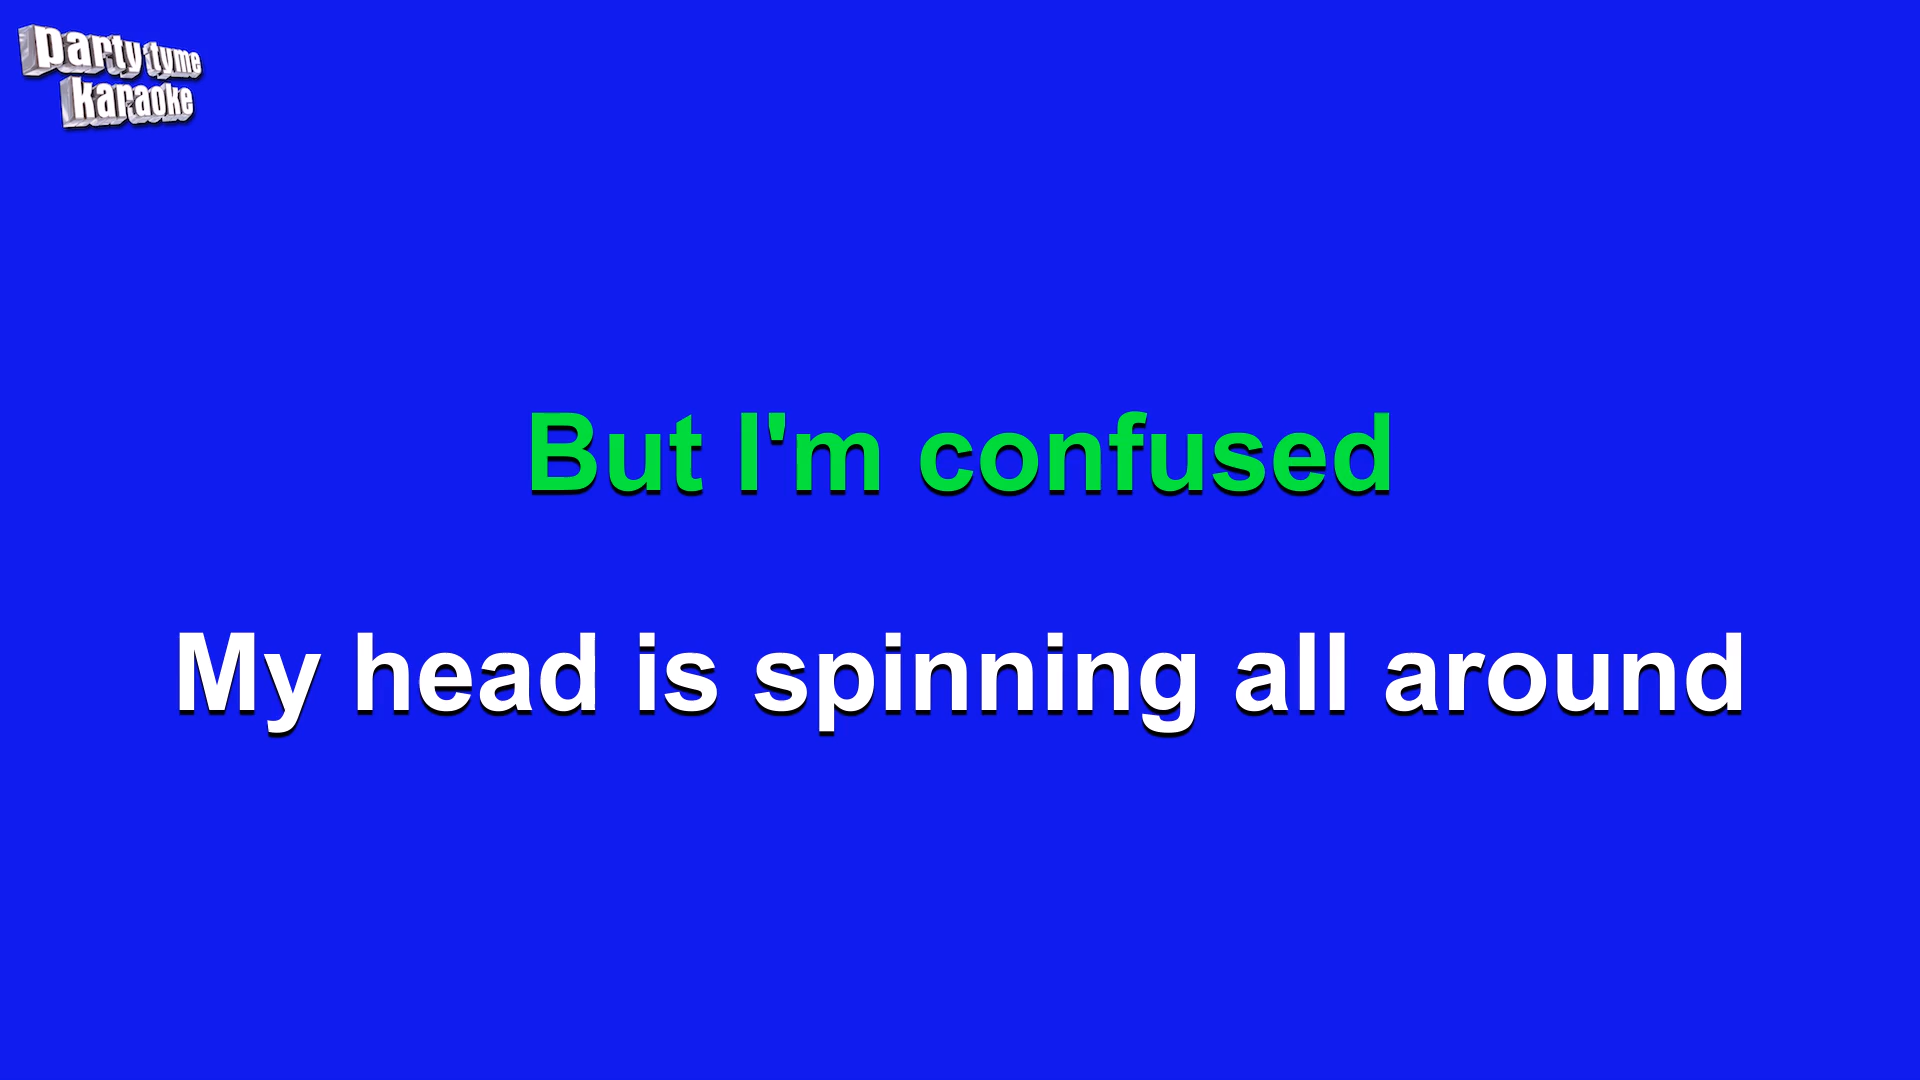 party tyme
karaoke
But I'm confused
My head is spinning all around